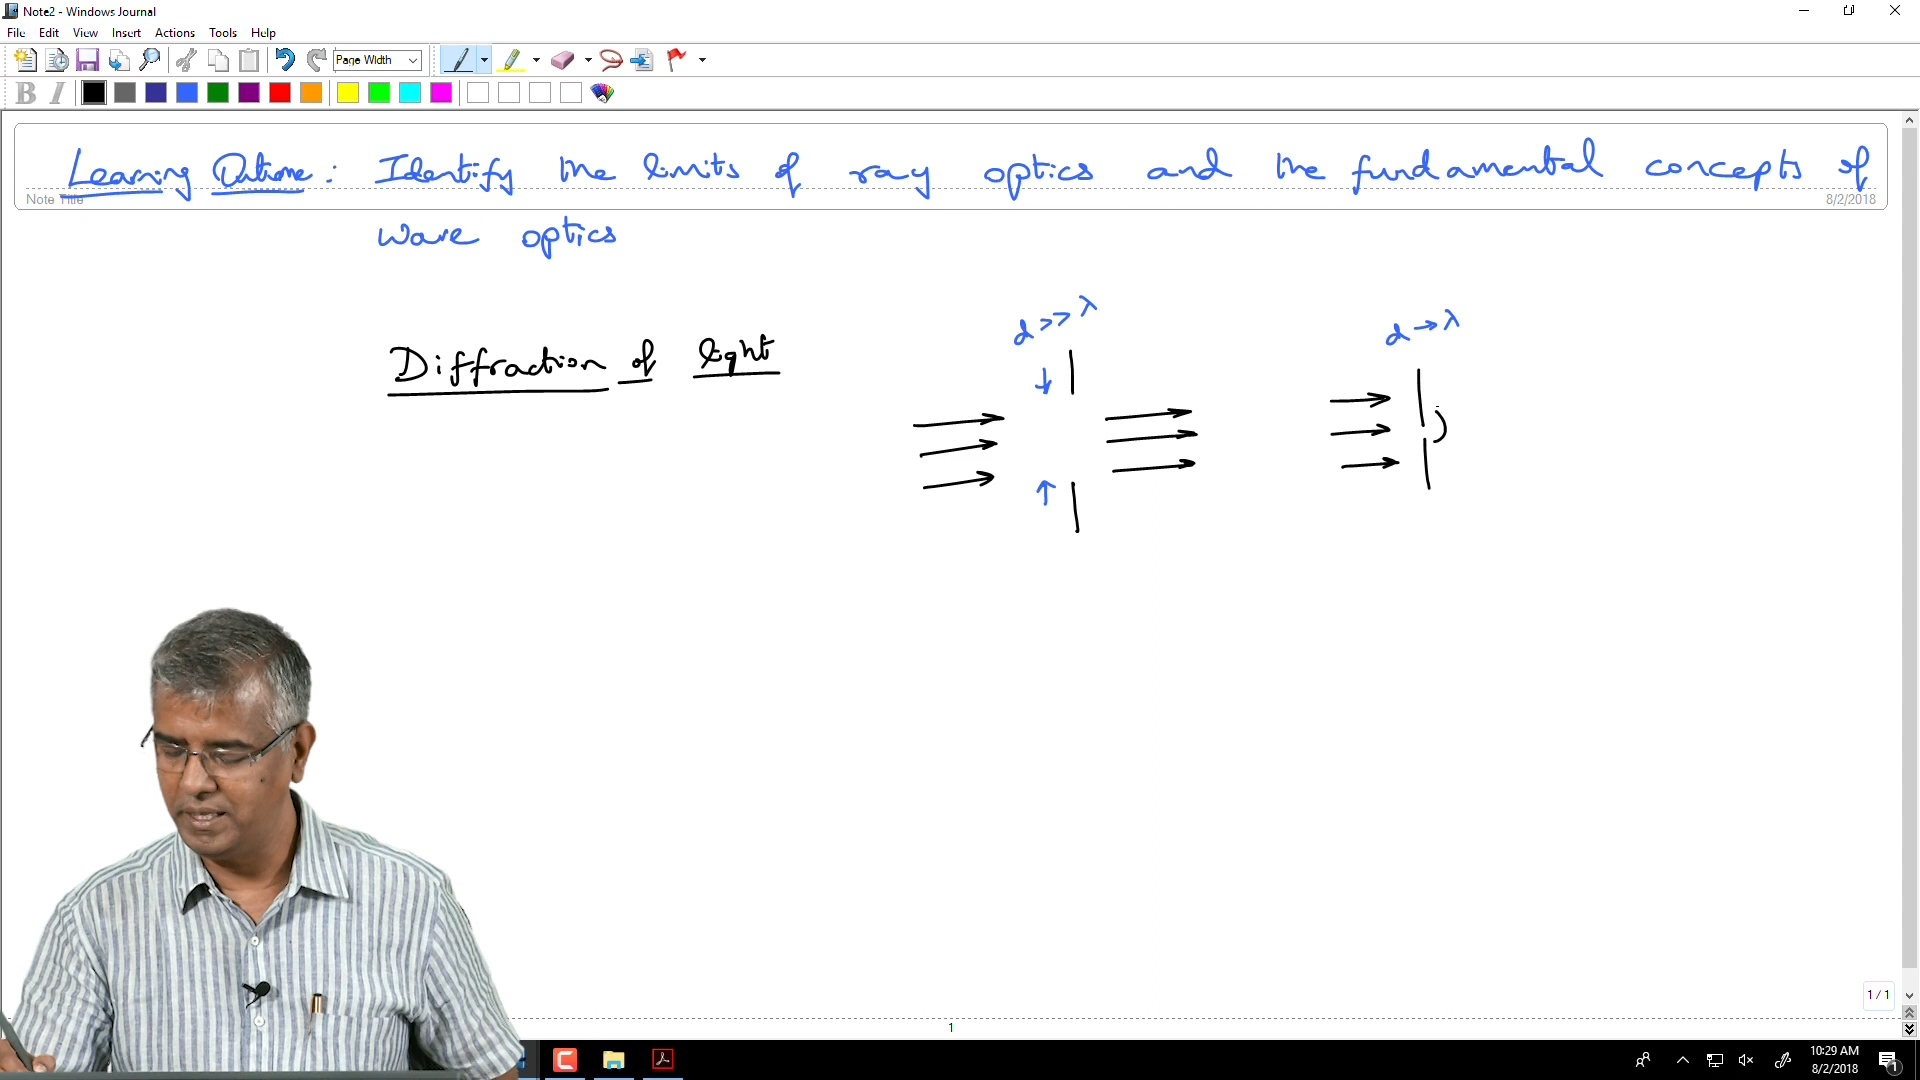 Note2 - Windows Journal
File Edit View Insert Actions Tools Help
Page Width
B I
Learning Outcome : Identify the limits of ray optics and the fundamental concepts of
Note Title 8/2/2018
wave optics
d >> λ
d → λ
Diffraction of light
1 / 1
1
10:29 AM
8/2/2018
1